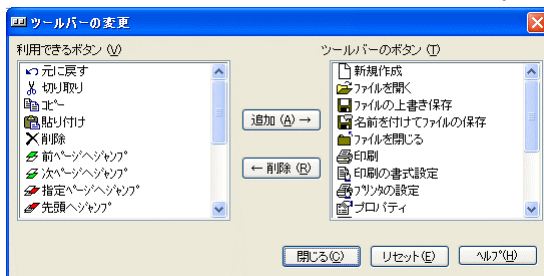 ツールバーの変更
利用できるボタン (V)
元に戻す
切り取り
ｺﾋﾟｰ
貼り付け
削除
前ﾍﾟｰｼﾞへｼﾞｬﾝﾌﾟ
次ﾍﾟｰｼﾞへｼﾞｬﾝﾌﾟ
指定ﾍﾟｰｼﾞへｼﾞｬﾝﾌﾟ
先頭へｼﾞｬﾝﾌﾟ
追加 (A) →
← 削除 (R)
ツールバーのボタン (T)
新規作成
ﾌｧｲﾙを開く
ﾌｧｲﾙの上書き保存
名前を付けてﾌｧｲﾙの保存
ﾌｧｲﾙを閉じる
印刷
印刷の書式設定
ﾌﾟﾘﾝﾀの設定
プロパティ
閉じる(C)
リセット(E)
ﾍﾙﾌﾟ(H)